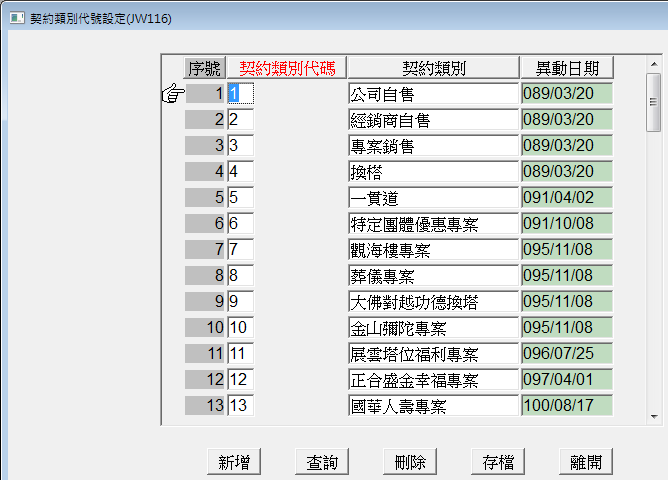 契約類別代號設定(JW116)
序號 契約類別代碼 契約類別 異動日期
1 1 公司自售 089/03/20
2 2 經銷商自售 089/03/20
3 3 專案銷售 089/03/20
4 4 換榙 089/03/20
5 5 一貫道 091/04/02
6 6 特定團體優惠專案 091/10/08
7 7 觀海樓專案 095/11/08
8 8 葬儀專案 095/11/08
9 9 大佛對越功德換塔 095/11/08
10 10 金山彌陀專案 095/11/08
11 11 展雲塔位福利專案 096/07/25
12 12 正合盛金幸福專案 097/04/01
13 13 國華人壽專案 100/08/17
新增 查詢 刪除 存檔 離開